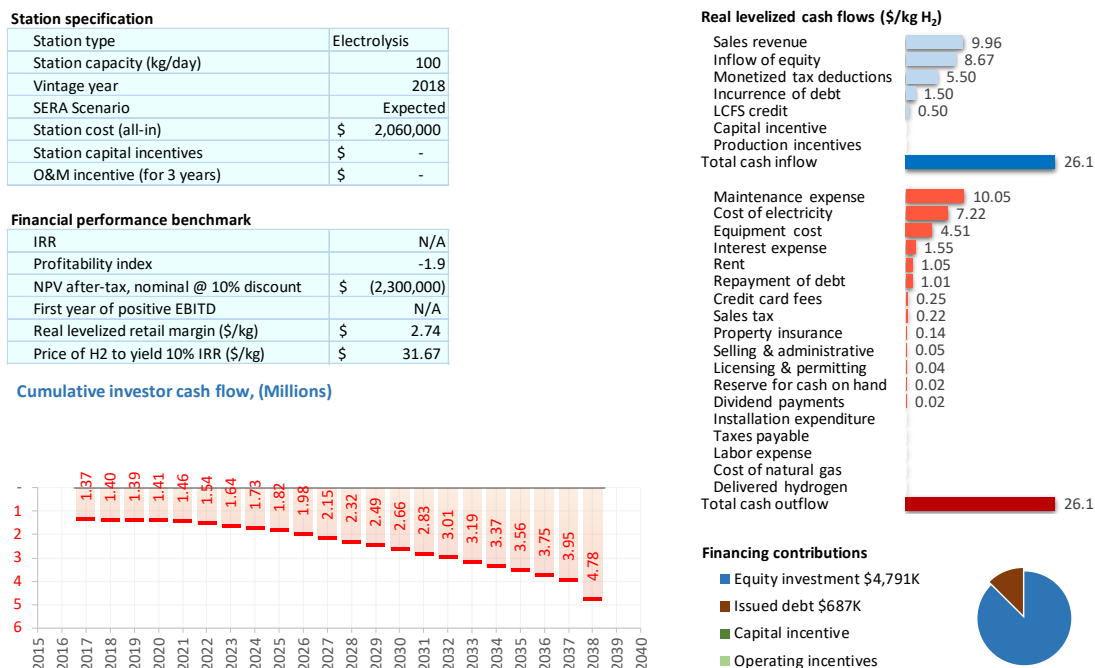 Station specification
Station type Electrolysis
Station capacity (kg/day) 100
Vintage year 2018
SERA Scenario Expected
Station cost (all-in) $ 2,060,000
Station capital incentives $ -
O&M incentive (for 3 years) $ -
Financial performance benchmark
IRR N/A
Profitability index -1.9
NPV after-tax, nominal @ 10% discount $ (2,300,000)
First year of positive EBITD N/A
Real levelized retail margin ($/kg) $ 2.74
Price of H2 to yield 10% IRR ($/kg) $ 31.67
Cumulative investor cash flow, (Millions)
-
1
2
3
4
5
6
1.37 1.40 1.39 1.41 1.46 1.54 1.64 1.73 1.82 1.98 2.15 2.32 2.49 2.66 2.83 3.01 3.19 3.37 3.56 3.75 3.95 4.78
2015 2016 2017 2018 2019 2020 2021 2022 2023 2024 2025 2026 2027 2028 2029 2030 2031 2032 2033 2034 2035 2036 2037 2038 2039 2040
Real levelized cash flows ($/kg H₂)
Sales revenue 9.96
Inflow of equity 8.67
Monetized tax deductions 5.50
Incurrence of debt 1.50
LCFS credit 0.50
Capital incentive
Production incentives
Total cash inflow 26.1
Maintenance expense 10.05
Cost of electricity 7.22
Equipment cost 4.51
Interest expense 1.55
Rent 1.05
Repayment of debt 1.01
Credit card fees 0.25
Sales tax 0.22
Property insurance 0.14
Selling & administrative 0.05
Licensing & permitting 0.04
Reserve for cash on hand 0.02
Dividend payments 0.02
Installation expenditure
Taxes payable
Labor expense
Cost of natural gas
Delivered hydrogen
Total cash outflow 26.1
Financing contributions
Equity investment $4,791K
Issued debt $687K
Capital incentive
Operating incentives